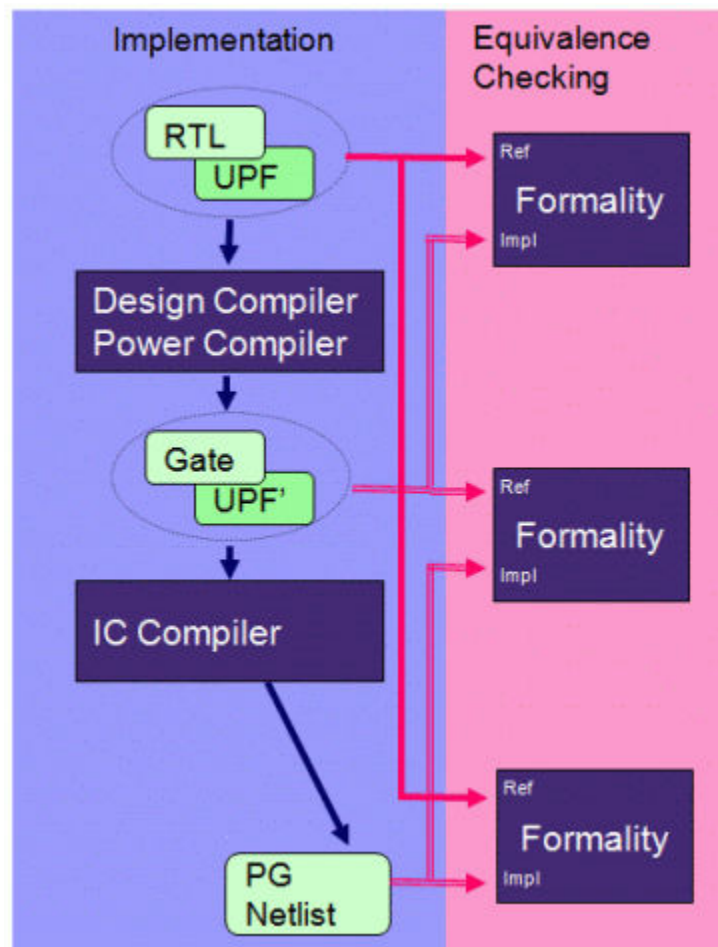 Implementation
Equivalence
Checking
RTL
UPF
Ref
Formality
Impl
Design Compiler
Power Compiler
Gate
UPF’
Ref
Formality
Impl
IC Compiler
Ref
Formality
Impl
PG
Netlist